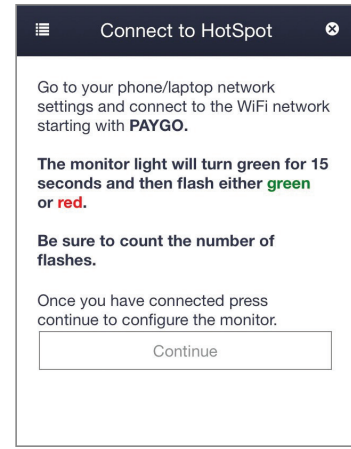 Connect to HotSpot
Go to your phone/laptop network
settings and connect to the WiFi network
starting with PAYGO.
The monitor light will turn green for 15
seconds and then flash either green
or red.
Be sure to count the number of
flashes.
Once you have connected press
continue to configure the monitor.
Continue